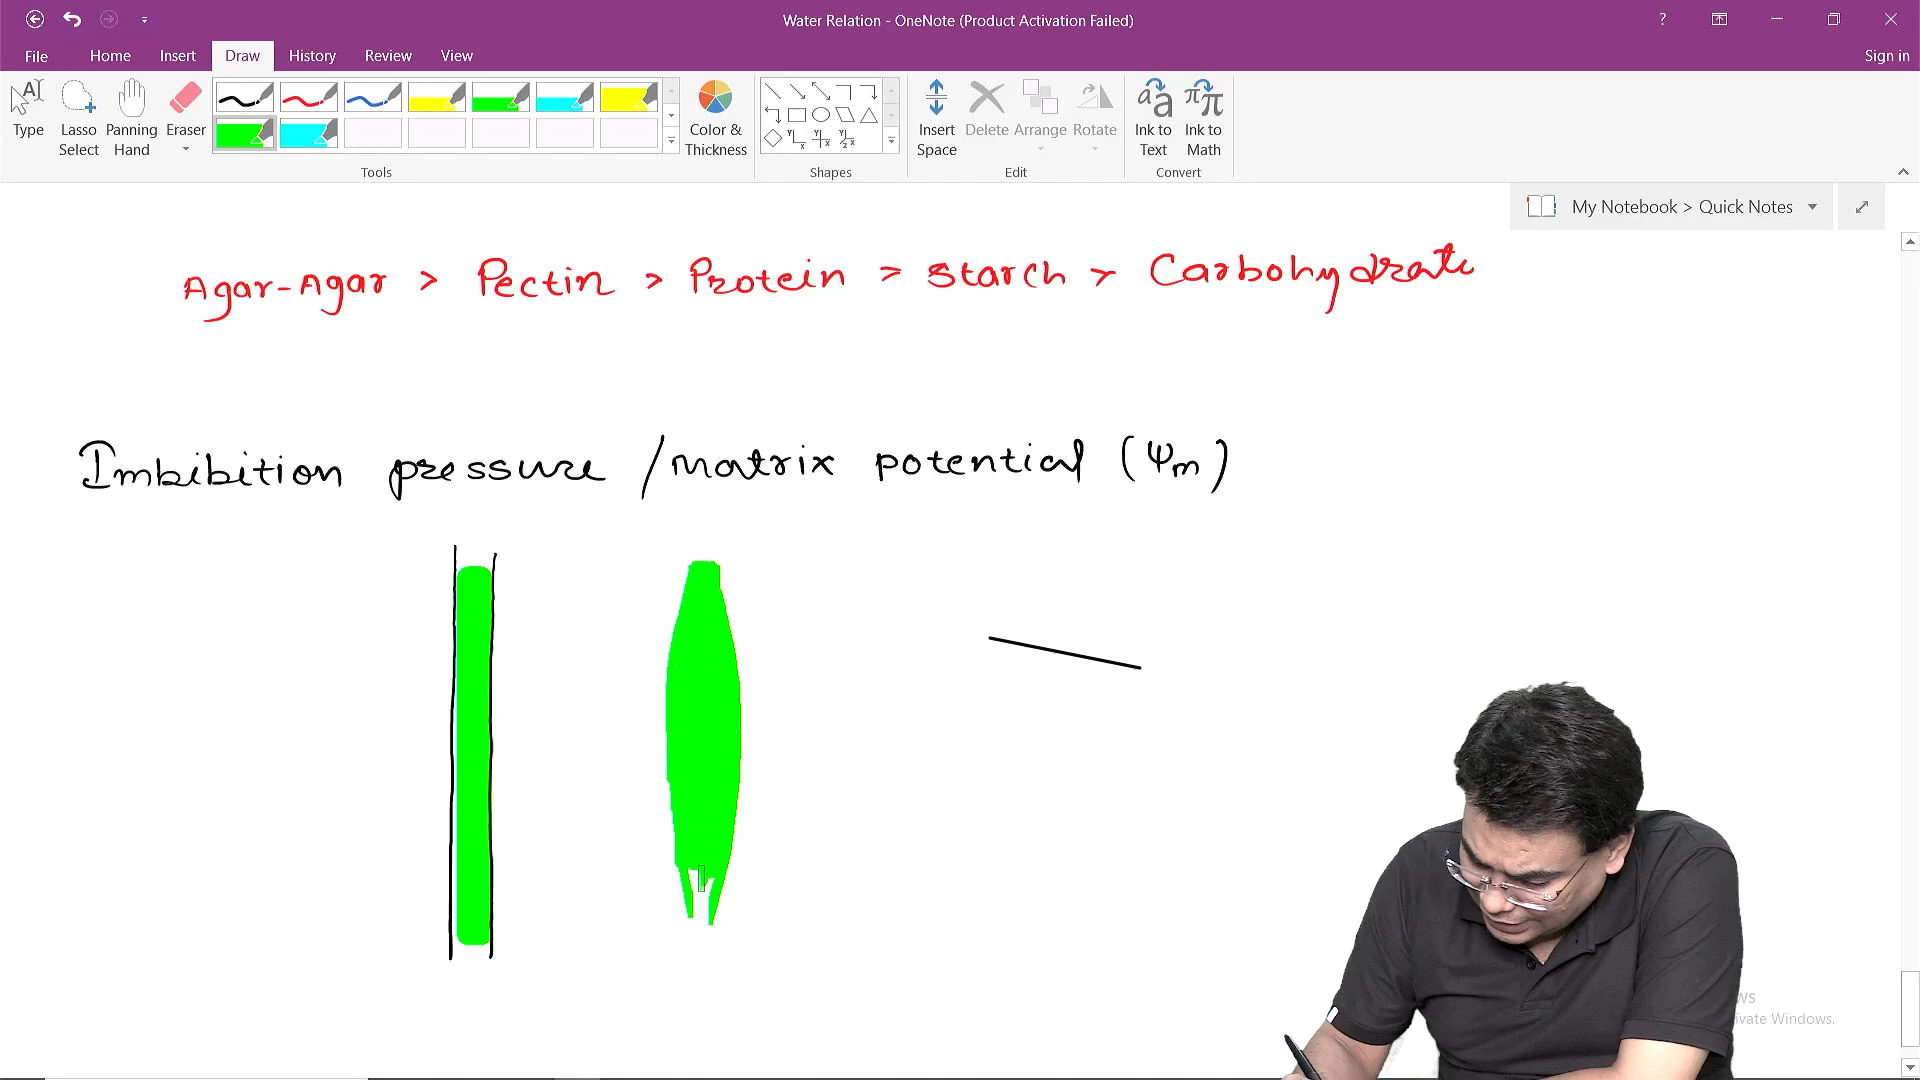 Water Relation - OneNote (Product Activation Failed)
File Home Insert Draw History Review View Sign in
Type Lasso Select Panning Hand Eraser Color & Thickness Insert Space Delete Arrange Rotate Ink to Text Ink to Math
Tools Shapes Edit Convert
My Notebook > Quick Notes
Agar-Agar > Pectin > Protein > Starch > Carbohydrate
Imbibition pressure / matrix potential (Ψm)
ivate Windows.